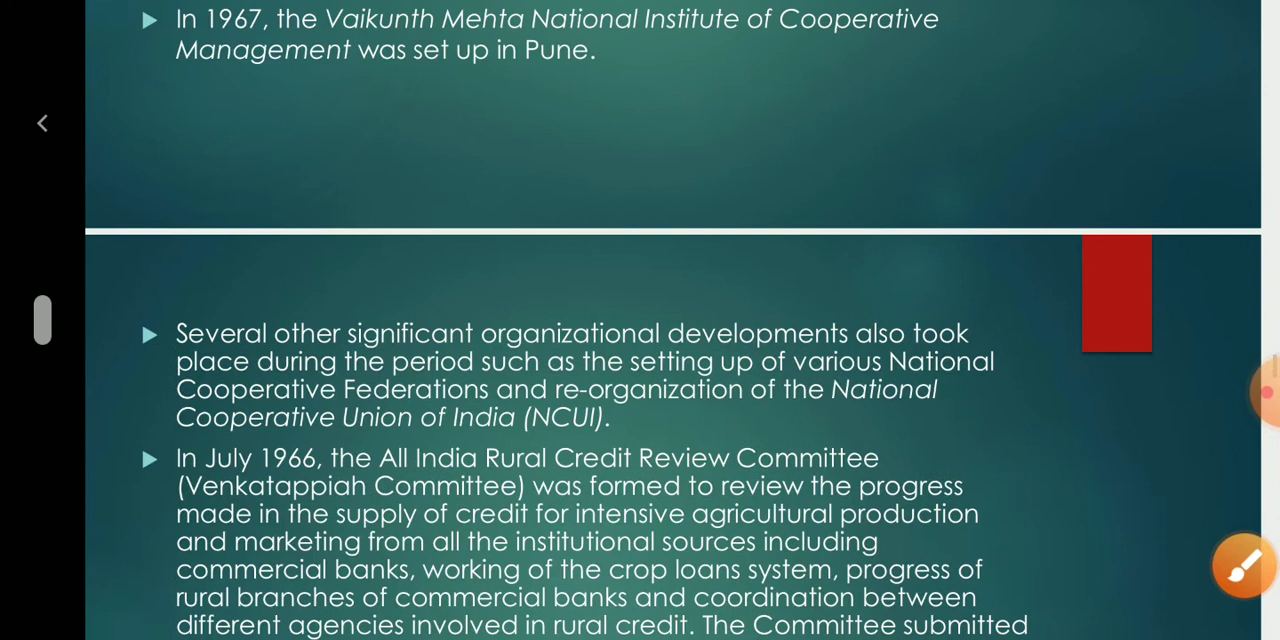 In 1967, the Vaikunth Mehta National Institute of Cooperative
Management was set up in Pune.
Several other significant organizational developments also took
place during the period such as the setting up of various National
Cooperative Federations and re-organization of the National
Cooperative Union of India (NCUI).
In July 1966, the All India Rural Credit Review Committee
(Venkatappiah Committee) was formed to review the progress
made in the supply of credit for intensive agricultural production
and marketing from all the institutional sources including
commercial banks, working of the crop loans system, progress of
rural branches of commercial banks and coordination between
different agencies involved in rural credit. The Committee submitted